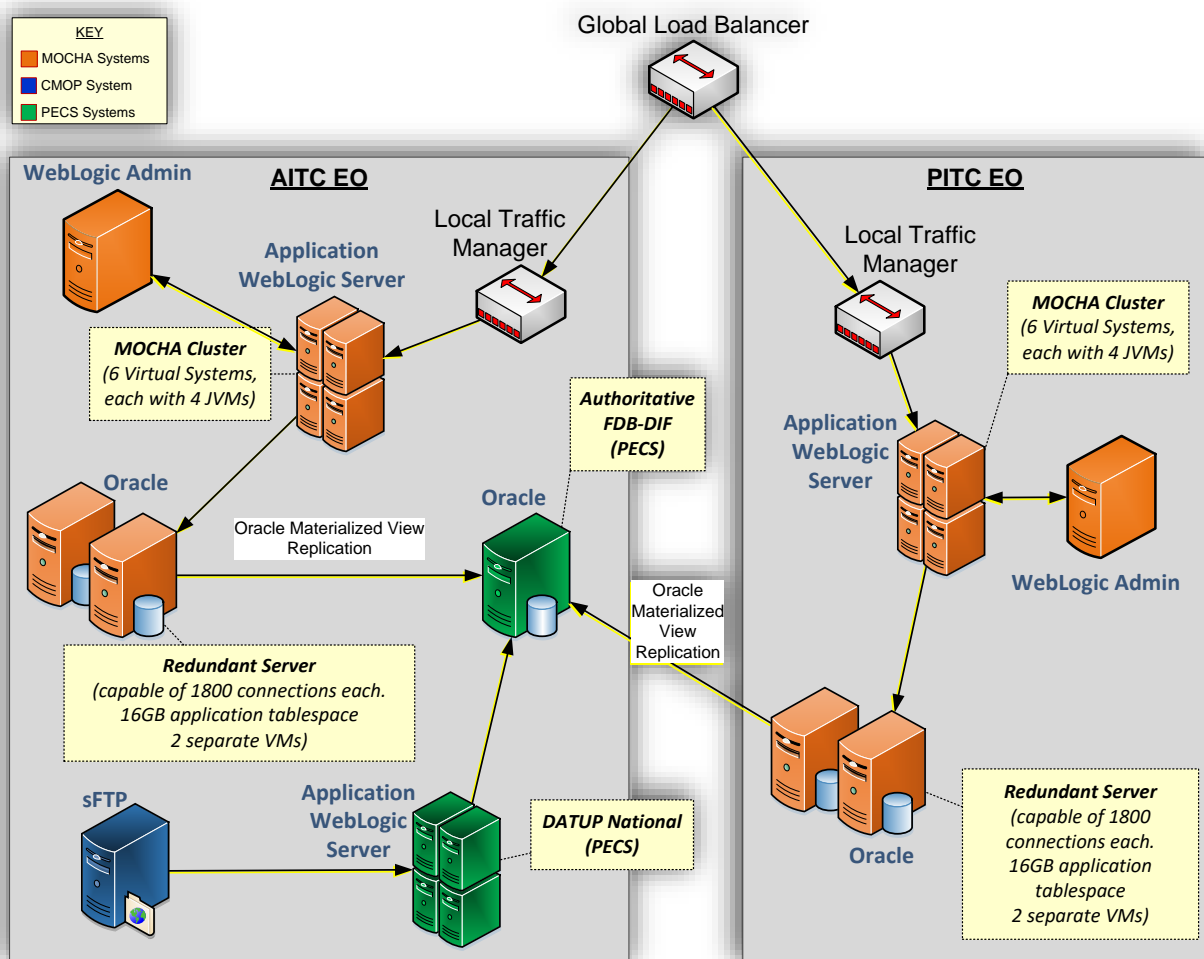 Global Load Balancer
KEY
MOCHA Systems
CMOP System
PECS Systems
AITC EO
WebLogic Admin
Local Traffic
Manager
Application
WebLogic Server
MOCHA Cluster
(6 Virtual Systems,
each with 4 JVMs)
Authoritative
FDB-DIF
(PECS)
Oracle
Oracle
Oracle Materialized View
Replication
Redundant Server
(capable of 1800 connections each.
16GB application tablespace
2 separate VMs)
sFTP
Application
WebLogic
Server
DATUP National
(PECS)
Oracle
Materialized
View
Replication
PITC EO
Local Traffic
Manager
MOCHA Cluster
(6 Virtual Systems,
each with 4 JVMs)
Application
WebLogic
Server
WebLogic Admin
Oracle
Redundant Server
(capable of 1800
connections each.
16GB application
tablespace
2 separate VMs)